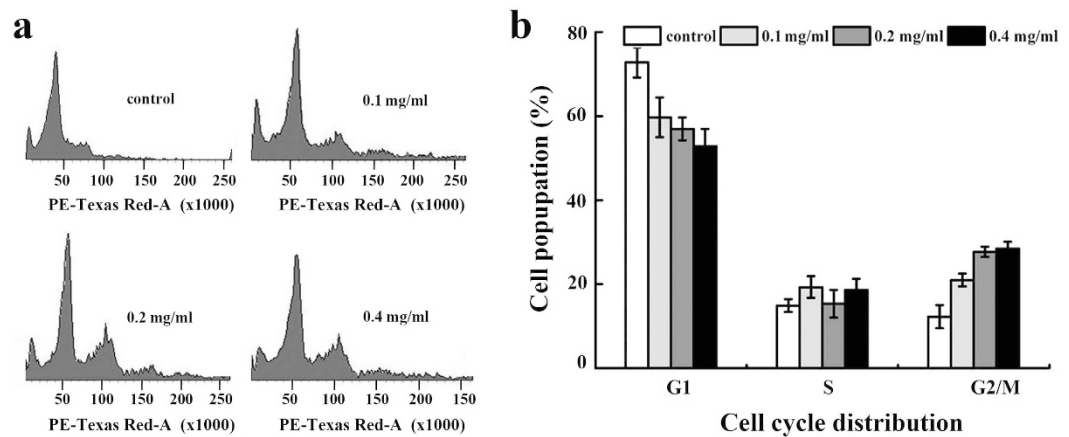 a
control
50 100 150 200 250
PE-Texas Red-A (x1000)
0.1 mg/ml
50 100 150 200 250
PE-Texas Red-A (x1000)
0.2 mg/ml
50 100 150 200 250
PE-Texas Red-A (x1000)
0.4 mg/ml
50 100 150 200 250
PE-Texas Red-A (x1000)
b
control 0.1 mg/ml 0.2 mg/ml 0.4 mg/ml
Cell popupation (%)
80
60
40
20
0
G1 S G2/M
Cell cycle distribution